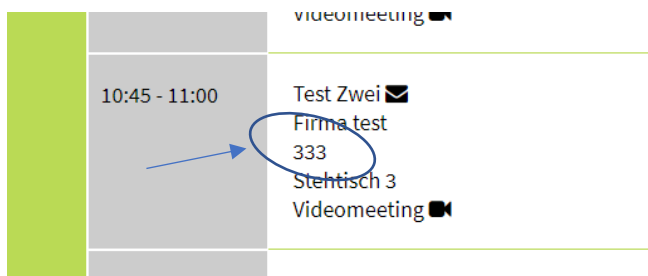 Videomeeting
10:45 - 11:00
Test Zwei
Firma test
333
Stehtisch 3
Videomeeting